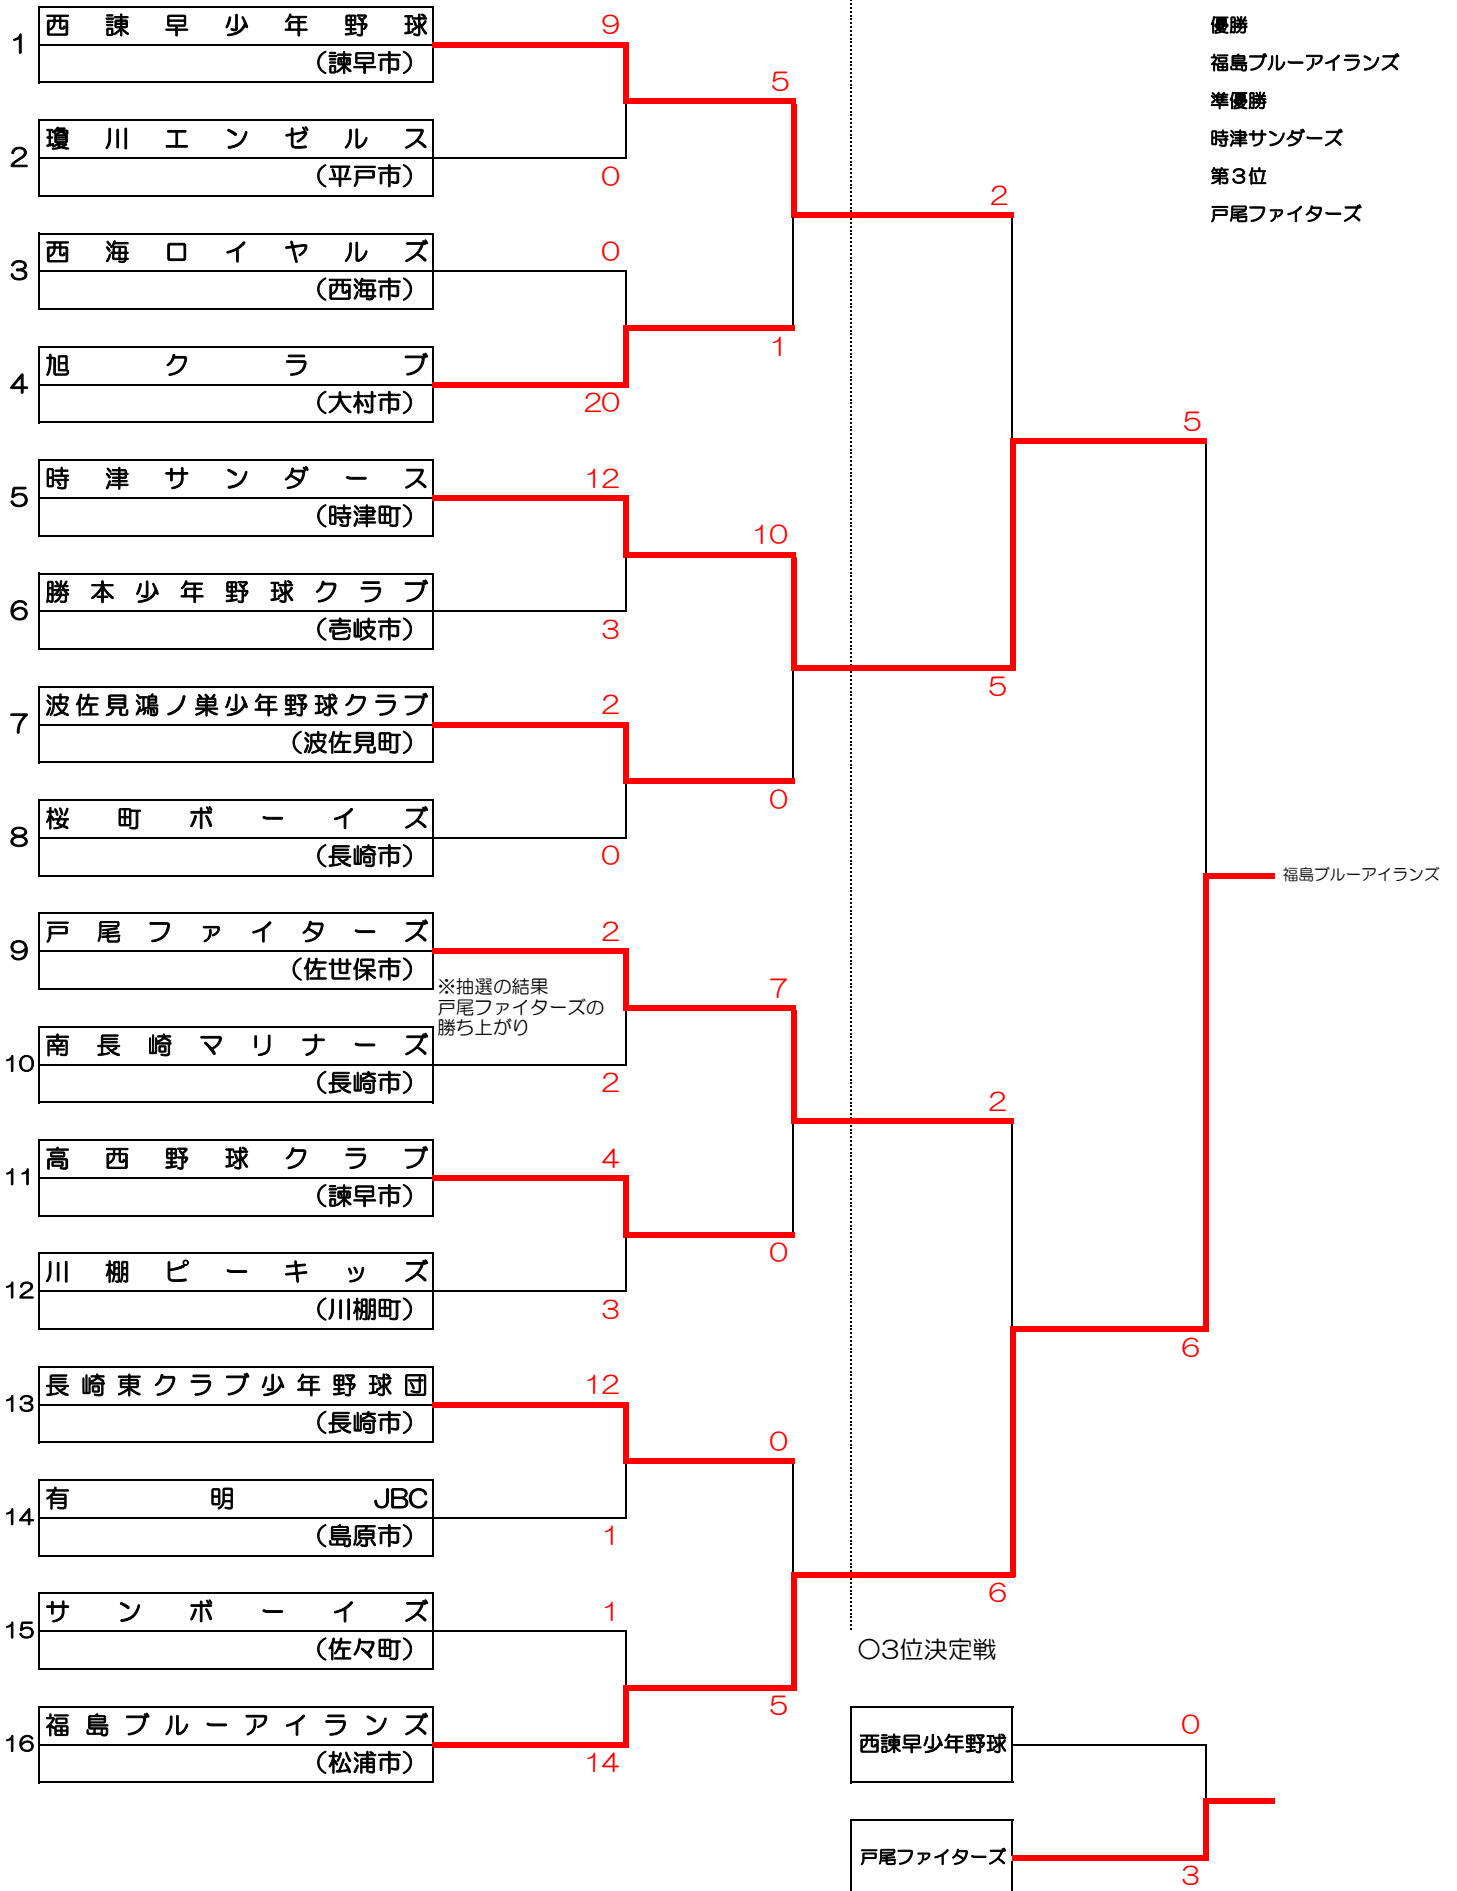 1 西諫早少年野球 9
(諫早市)
5
2 瓊川エンゼルス
(平戸市) 0
2
3 西海ロイヤルズ 0
(西海市)
1
4 旭クラブ
(大村市) 20
5
5 時津サンダース 12
(時津町)
10
6 勝本少年野球クラブ
(壱岐市) 3
5
7 波佐見鴻ノ巣少年野球クラブ 2
(波佐見町)
0
8 桜町ボーイズ
(長崎市) 0
福島ブルーアイランズ
9 戸尾ファイターズ 2
(佐世保市)
※抽選の結果
戸尾ファイターズの
勝ち上がり
7
10 南長崎マリナーズ
(長崎市) 2
2
11 高西野球クラブ 4
(諫早市)
0
12 川棚ピーキッズ
(川棚町) 3
6
13 長崎東クラブ少年野球団 12
(長崎市)
0
14 有明JBC
(島原市) 1
6
15 サンボーイズ 1
(佐々町)
5
16 福島ブルーアイランズ
(松浦市) 14
優勝
福島ブルーアイランズ
準優勝
時津サンダーズ
第3位
戸尾ファイターズ
○3位決定戦
西諫早少年野球 0
戸尾ファイターズ 3